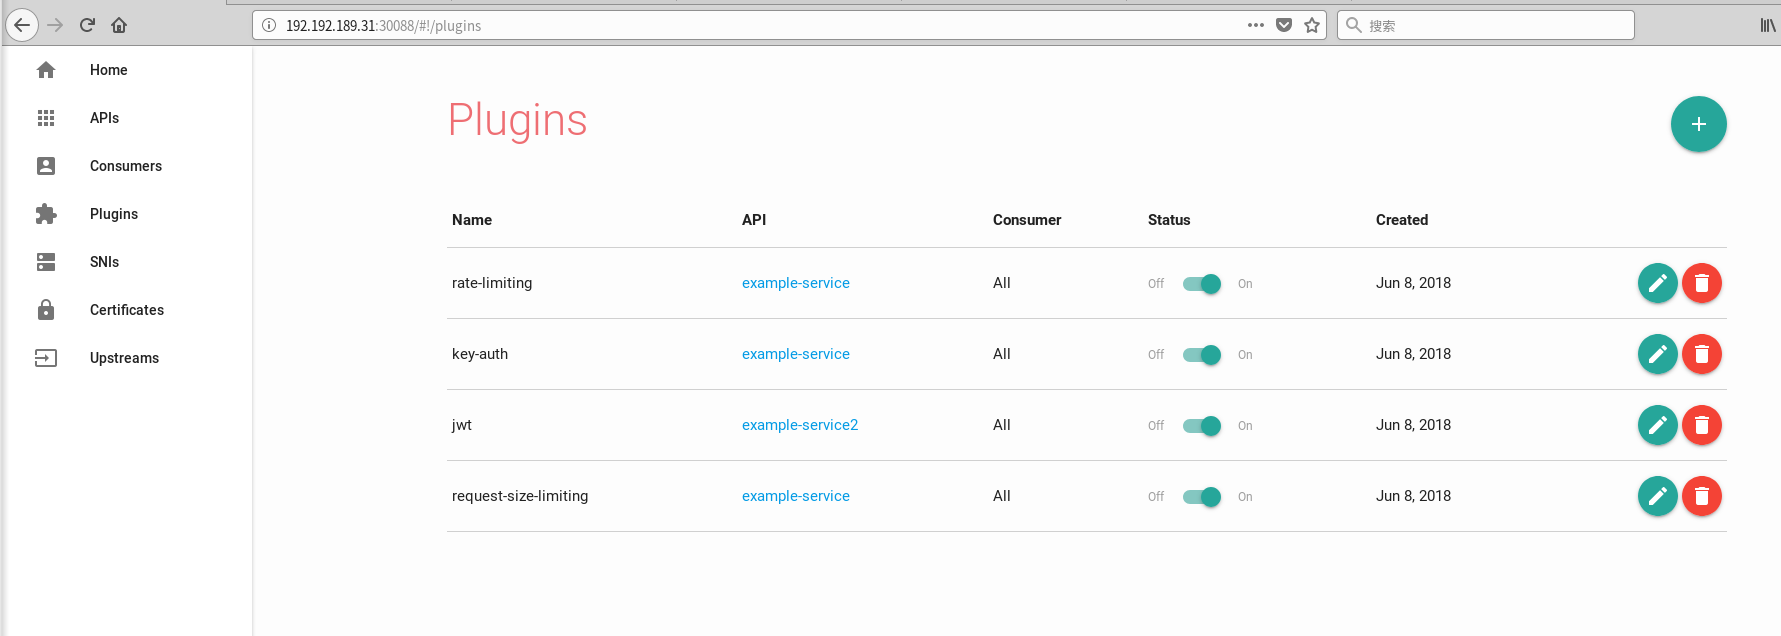 192.192.189.31:30088/#!/plugins
搜索
Home
APIs
Consumers
Plugins
SNIs
Certificates
Upstreams
Plugins
Name API Consumer Status Created
rate-limiting example-service All Off On Jun 8, 2018
key-auth example-service All Off On Jun 8, 2018
jwt example-service2 All Off On Jun 8, 2018
request-size-limiting example-service All Off On Jun 8, 2018